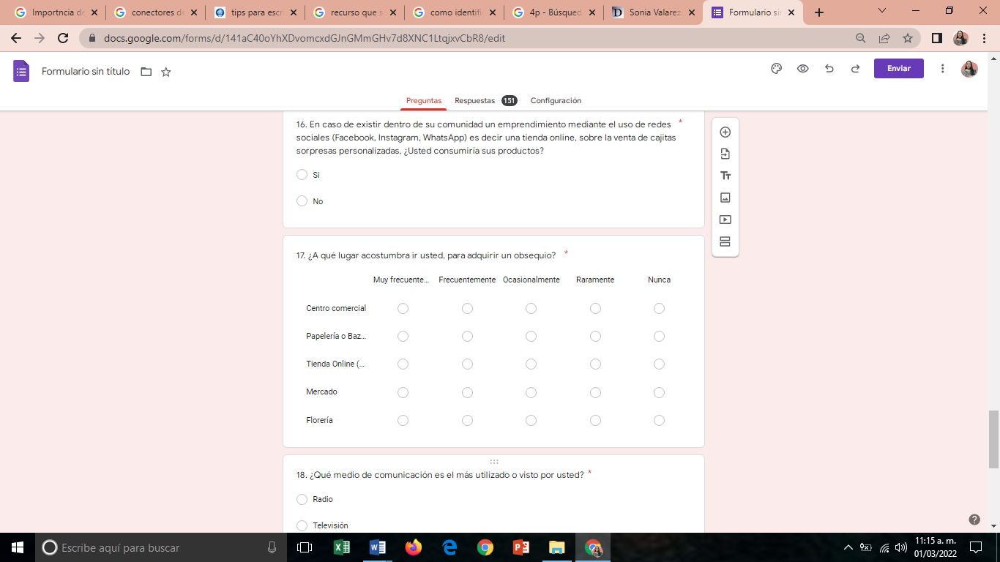 Importncia de
conectores de
tips para escr
recurso que s
como identifi
4p - Búsqued
Sonia Valarez
Formulario sin
docs.google.com/forms/d/141aC40oYhXDvomcxdGJnGMmGHv7d8XNC1LtqjxvCbR8/edit
Formulario sin título
Enviar
Preguntas
Respuestas 151
Configuración
16. En caso de existir dentro de su comunidad un emprendimiento mediante el uso de redes *
sociales (Facebook, Instagram, WhatsApp) es decir una tienda online, sobre la venta de cajitas
sorpresas personalizadas, ¿Usted consumiría sus productos?
Si
No
17. ¿A qué lugar acostumbra ir usted, para adquirir un obsequio? *
Muy frecuente... Frecuentemente Ocasionalmente Raramente Nunca
Centro comercial
Papelería o Baz...
Tienda Online (...
Mercado
Florería
18. ¿Qué medio de comunicación es el más utilizado o visto por usted? *
Radio
Televisión
Escribe aquí para buscar
11:15 a. m.
01/03/2022